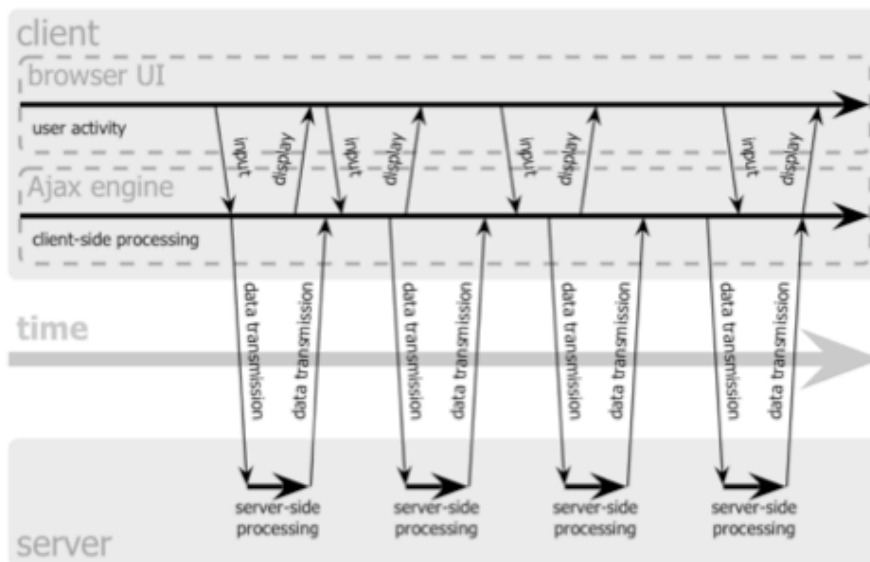 client
browser UI
user activity
input
display
input
display
input
display
input
display
Ajax engine
client-side processing
data transmission
data transmission
data transmission
data transmission
data transmission
data transmission
data transmission
data transmission
time
server-side
processing
server-side
processing
server-side
processing
server-side
processing
server